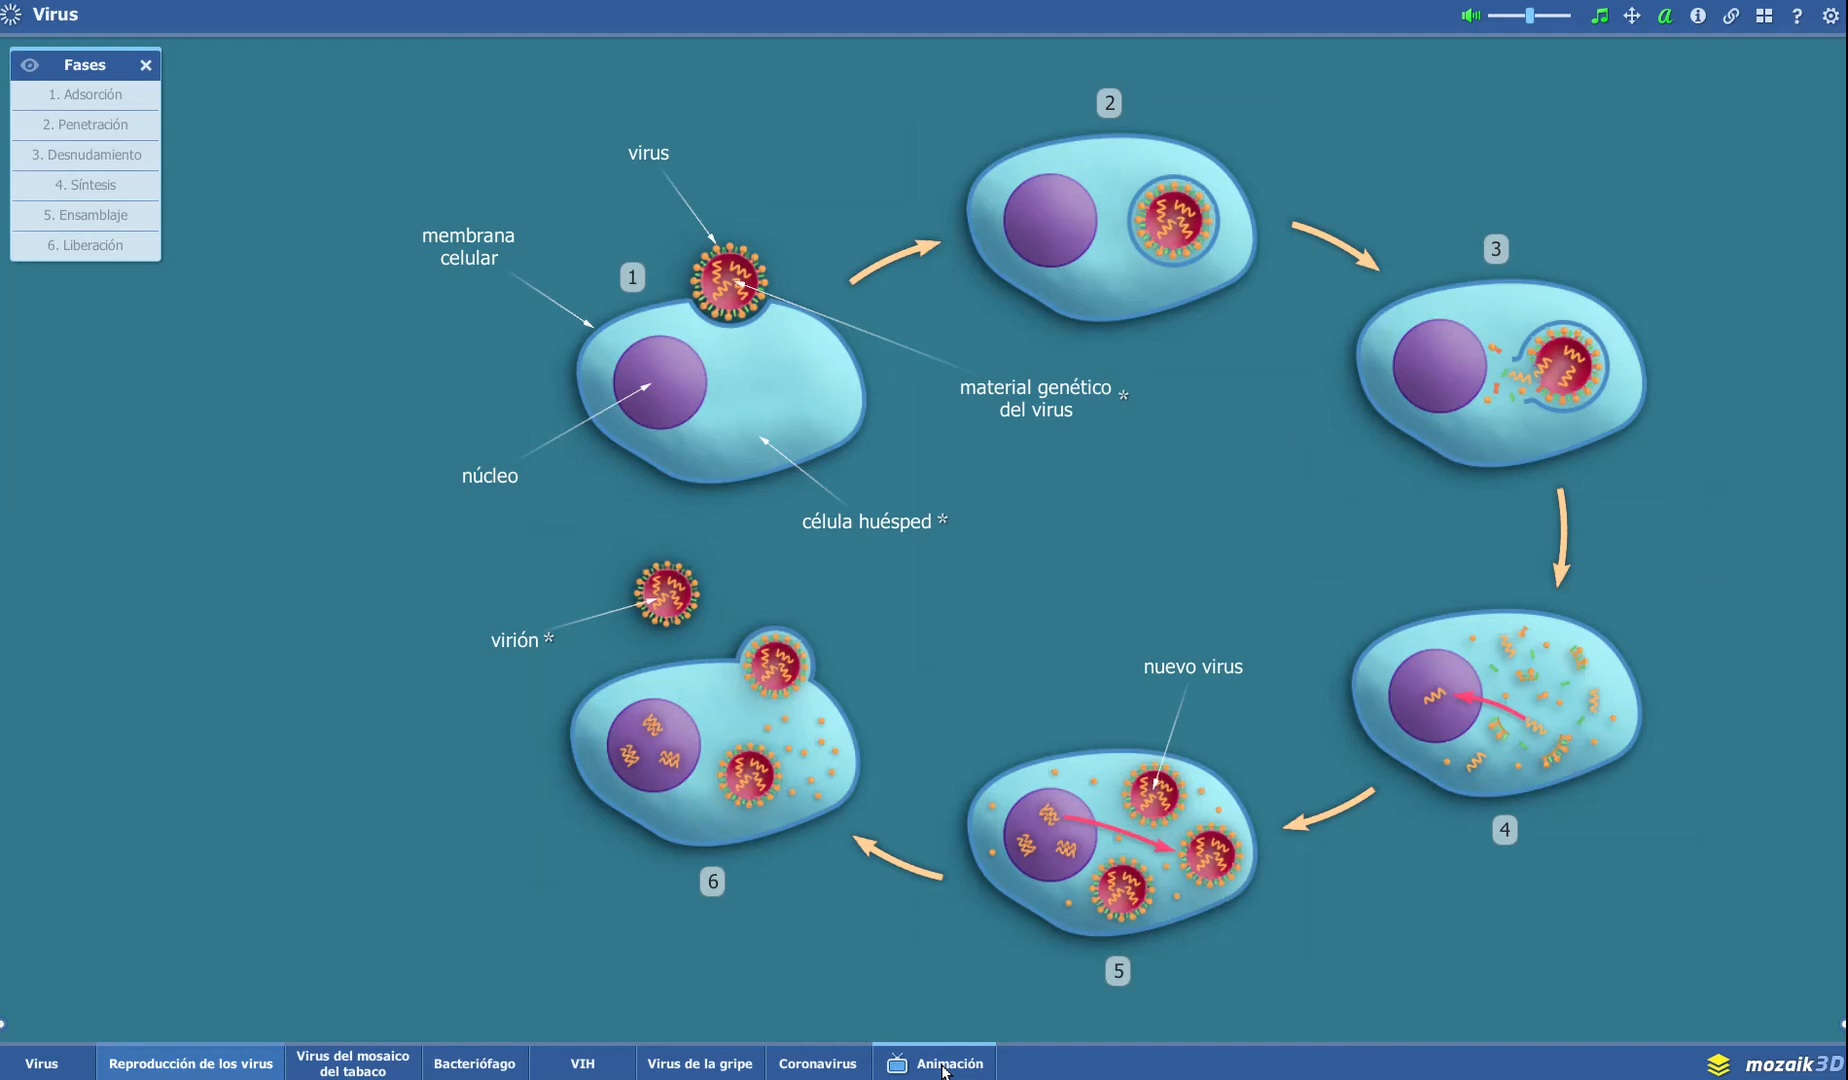 Virus
Fases
1. Adsorción
2. Penetración
3. Desnudamiento
4. Síntesis
5. Ensamblaje
6. Liberación
2
virus
membrana
celular
1
3
material genético *
del virus
núcleo
célula huésped *
virión *
nuevo virus
4
6
5
Virus
Reproducción de los virus
Virus del mosaico
del tabaco
Bacteriófago
VIH
Virus de la gripe
Coronavirus
Animación
mozaik3D